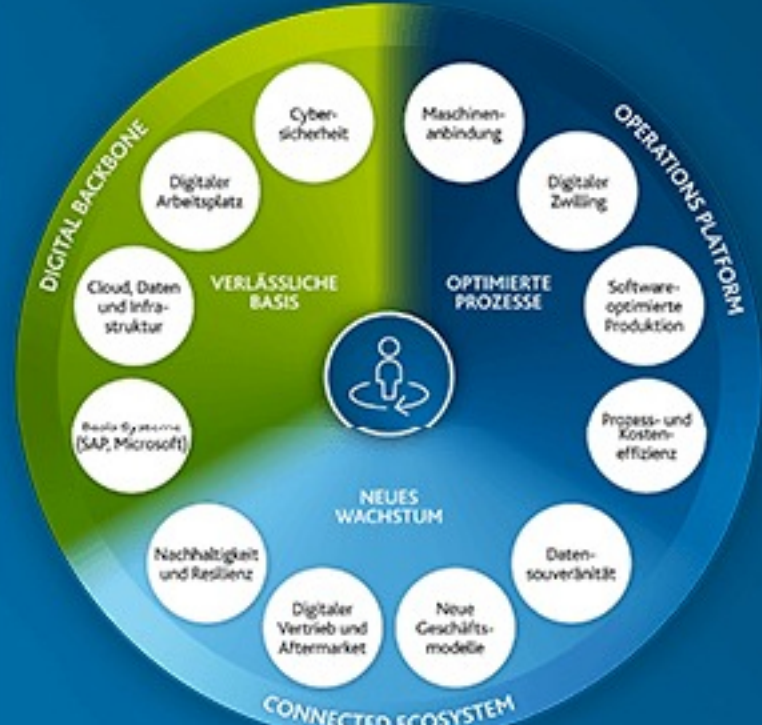 DIGITAL BACKBONE
Cyber-
sicherheit
Digitaler
Arbeitsplatz
Cloud, Daten
und Infra-
struktur
Basis Systeme
(SAP, Microsoft)
VERLÄSSLICHE
BASIS
OPERATIONS PLATFORM
Maschinen-
anbindung
Digitaler
Zwilling
Software-
optimierte
Produktion
Prozess- und
Kosten-
effizienz
OPTIMIERTE
PROZESSE
NEUES
WACHSTUM
Nachhaltigkeit
und Resilienz
Digitaler
Vertrieb und
Aftermarket
Neue
Geschäfts-
modelle
Daten-
souveränität
CONNECTED ECOSYSTEM